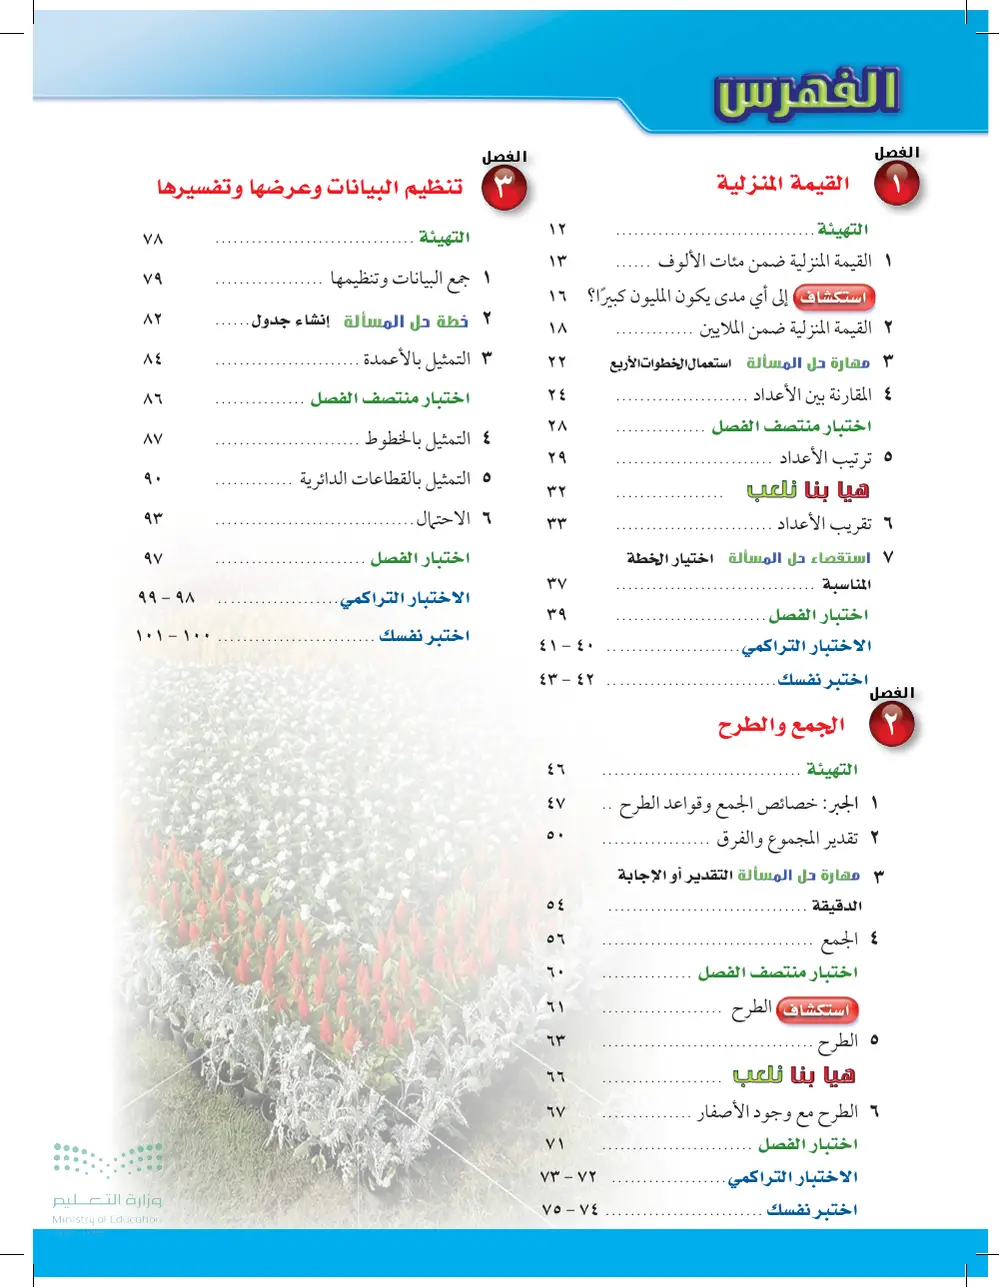 الفهرس
الفصل
١
القيمة المنزلية
التهيئة ................................. ١٢
١ القيمة المنزلية ضمن مئات الألوف ...... ١٣
استكشاف إلى أي مدى يكون المليون كبيرًا؟ ١٦
٢ القيمة المنزلية ضمن الملايين ............. ١٨
٣ مهارة حل المسألة استعمال الخطوات الأربع ٢٢
٤ المقارنة بين الأعداد ...................... ٢٤
اختبار منتصف الفصل ............... ٢٨
٥ ترتيب الأعداد .......................... ٢٩
هيا بنا نلعب .................. ٣٢
٦ تقريب الأعداد .......................... ٣٣
٧ استقصاء حل المسألة اختيار الخطة
المناسبة ................................. ٣٧
اختبار الفصل ......................... ٣٩
الاختبار التراكمي ....................... ٤٠ – ٤١
اختبر نفسك ............................ ٤٢ – ٤٣
الفصل
٢
الجمع والطرح
التهيئة ................................. ٤٦
١ الجبر: خصائص الجمع وقواعد الطرح .. ٤٧
٢ تقدير المجموع والفرق .................. ٥٠
٣ مهارة حل المسألة التقدير أو الإجابة
الدقيقة ................................. ٥٤
٤ الجمع ................................... ٥٦
اختبار منتصف الفصل ............... ٦٠
استكشاف الطرح .................... ٦١
٥ الطرح ................................... ٦٣
هيا بنا نلعب .................... ٦٦
٦ الطرح مع وجود الأصفار ............... ٦٧
اختبار الفصل ......................... ٧١
الاختبار التراكمي ................... ٧٢ – ٧٣
اختبر نفسك .......................... ٧٤ – ٧٥
الفصل
٣
تنظيم البيانات وعرضها وتفسيرها
التهيئة ................................. ٧٨
١ جمع البيانات وتنظيمها .................. ٧٩
٢ خطة حل المسألة إنشاء جدول ...... ٨٢
٣ التمثيل بالأعمدة ........................ ٨٤
اختبار منتصف الفصل ............... ٨٦
٤ التمثيل بالخطوط ........................ ٨٧
٥ التمثيل بالقطاعات الدائرية ............. ٩٠
٦ الاحتمال ................................. ٩٣
اختبار الفصل ......................... ٩٧
الاختبار التراكمي ..................... ٩٨ – ٩٩
اختبر نفسك .......................... ١٠٠ – ١٠١
وزارة التعليم
Ministry of Education